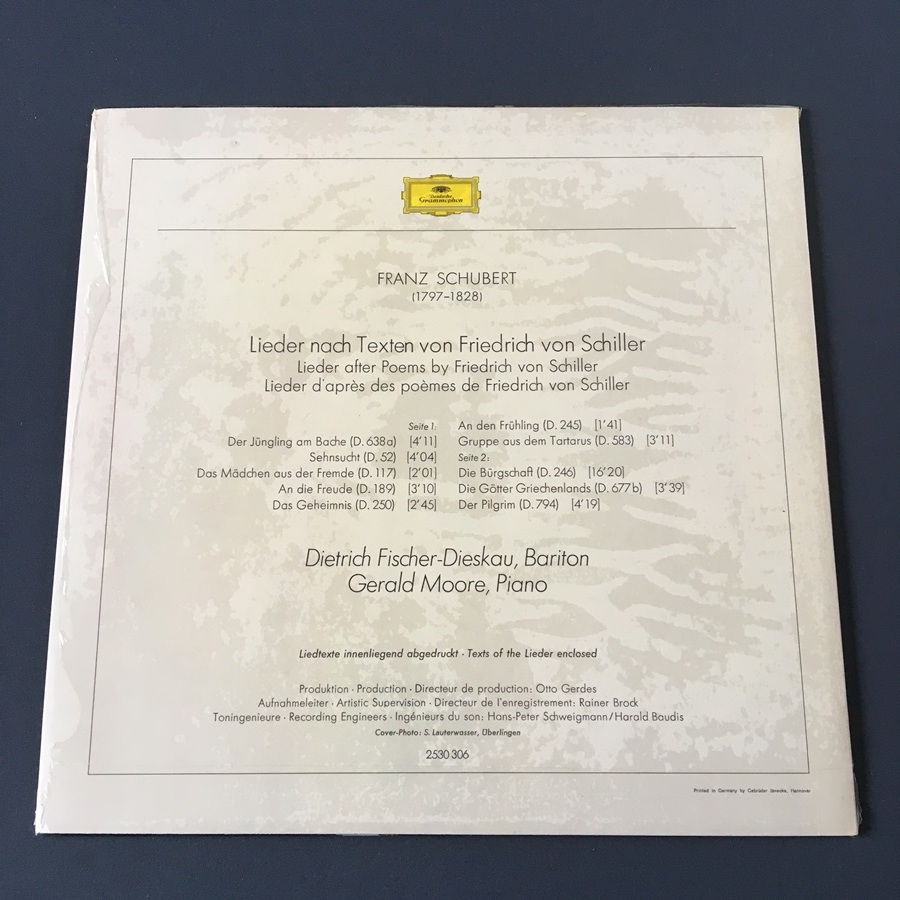 Deutsche
Grammophon
FRANZ SCHUBERT
(1797–1828)
Lieder nach Texten von Friedrich von Schiller
Lieder after Poems by Friedrich von Schiller
Lieder d'après des poèmes de Friedrich von Schiller
Seite 1:
Der Jüngling am Bache (D. 638a) [4'11]
Sehnsucht (D. 52) [4'04]
Das Mädchen aus der Fremde (D. 117) [2'01]
An die Freude (D. 189) [3'10]
Das Geheimnis (D. 250) [2'45]
An den Frühling (D. 245) [1'41]
Gruppe aus dem Tartarus (D. 583) [3'11]
Seite 2:
Die Bürgschaft (D. 246) [16'20]
Die Götter Griechenlands (D. 677b) [3'39]
Der Pilgrim (D. 794) [4'19]
Dietrich Fischer-Dieskau, Bariton
Gerald Moore, Piano
Liedtexte innenliegend abgedruckt · Texts of the Lieder enclosed
Produktion · Production · Directeur de production: Otto Gerdes
Aufnahmeleiter · Artistic Supervision · Directeur de l'enregistrement: Rainer Brock
Toningenieure · Recording Engineers · Ingénieurs du son: Hans-Peter Schweigmann/Harald Baudis
Cover-Photo: S. Lauterwasser, Überlingen
2530 306
Printed in Germany by Gebrüder Jänecke, Hannover